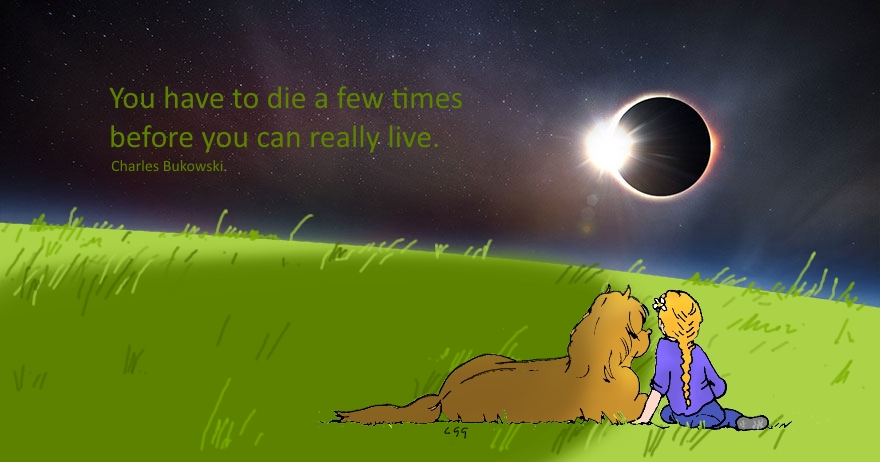 You have to die a few times
before you can really live.
Charles Bukowski.